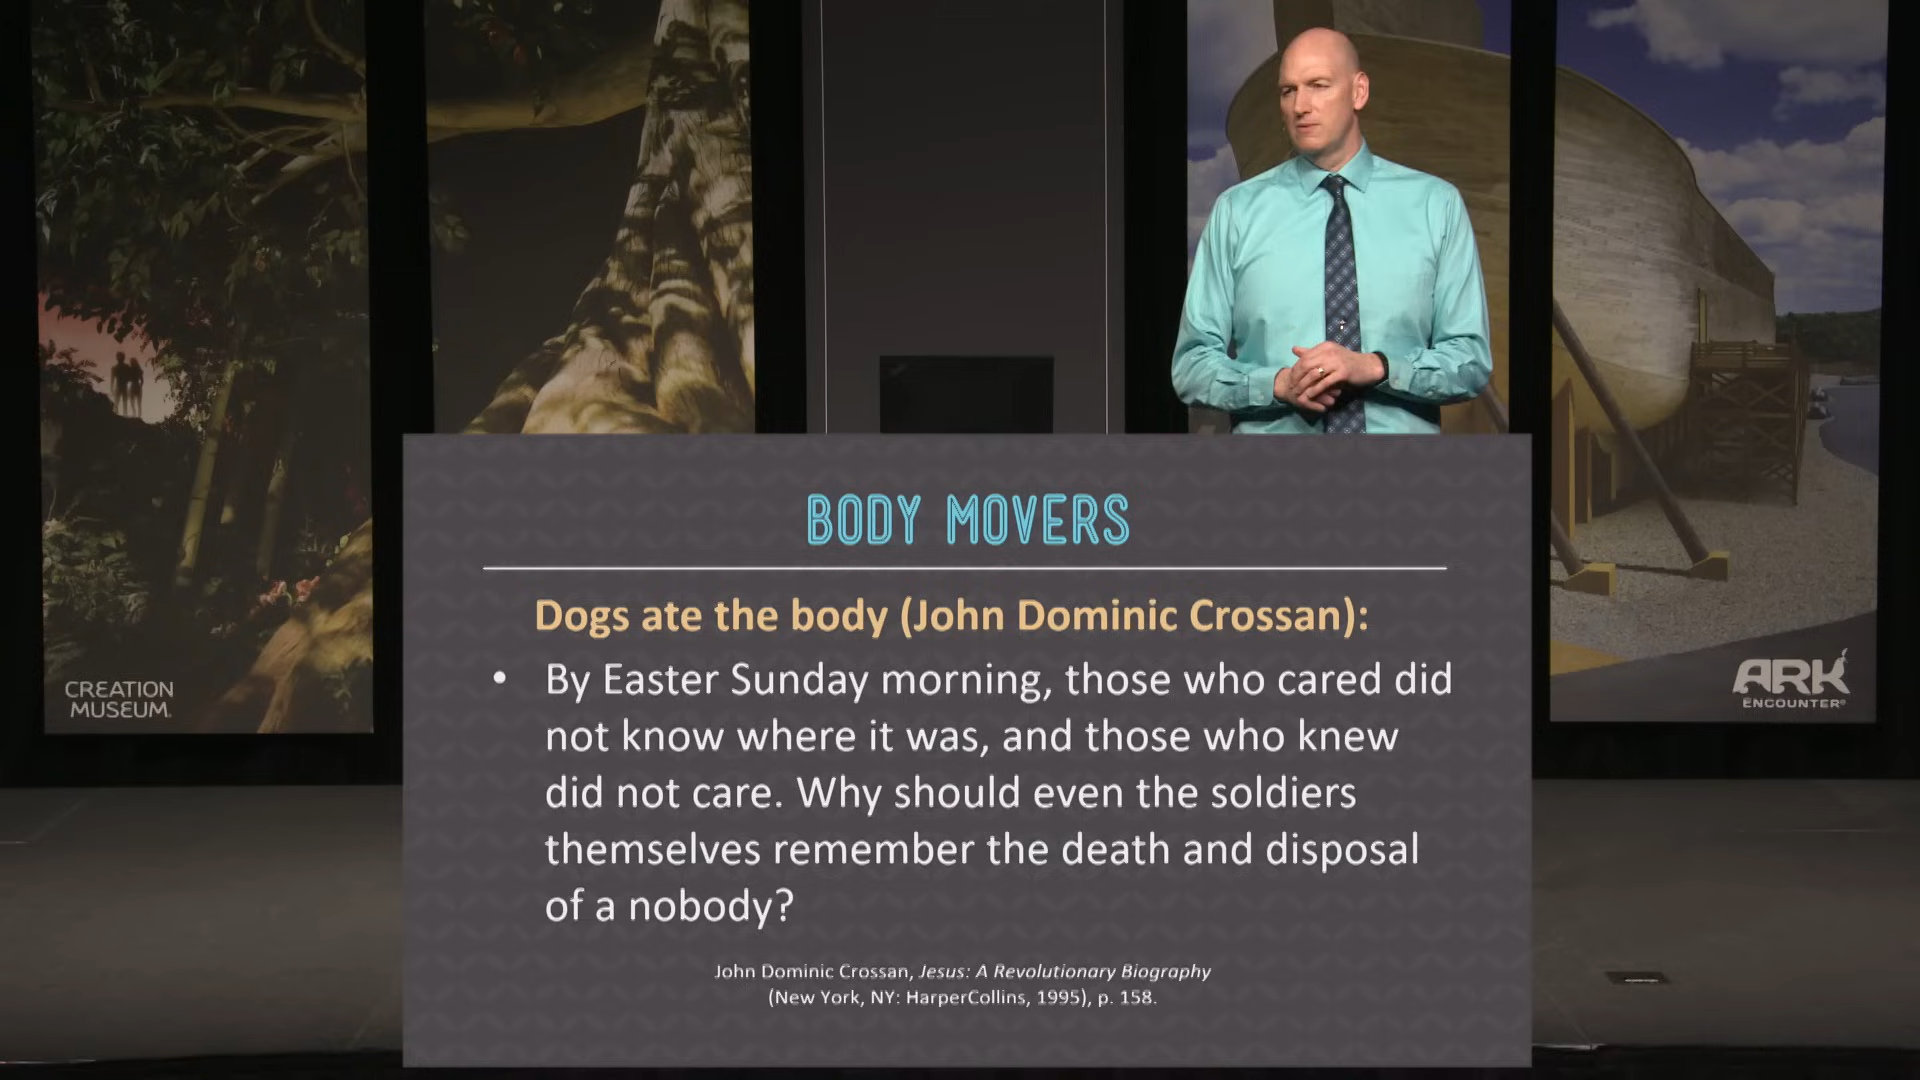 BODY MOVERS
Dogs ate the body (John Dominic Crossan):
• By Easter Sunday morning, those who cared did
not know where it was, and those who knew
did not care. Why should even the soldiers
themselves remember the death and disposal
of a nobody?
John Dominic Crossan, Jesus: A Revolutionary Biography
(New York, NY: HarperCollins, 1995), p. 158.
CREATION
MUSEUM.
ARK
ENCOUNTER®